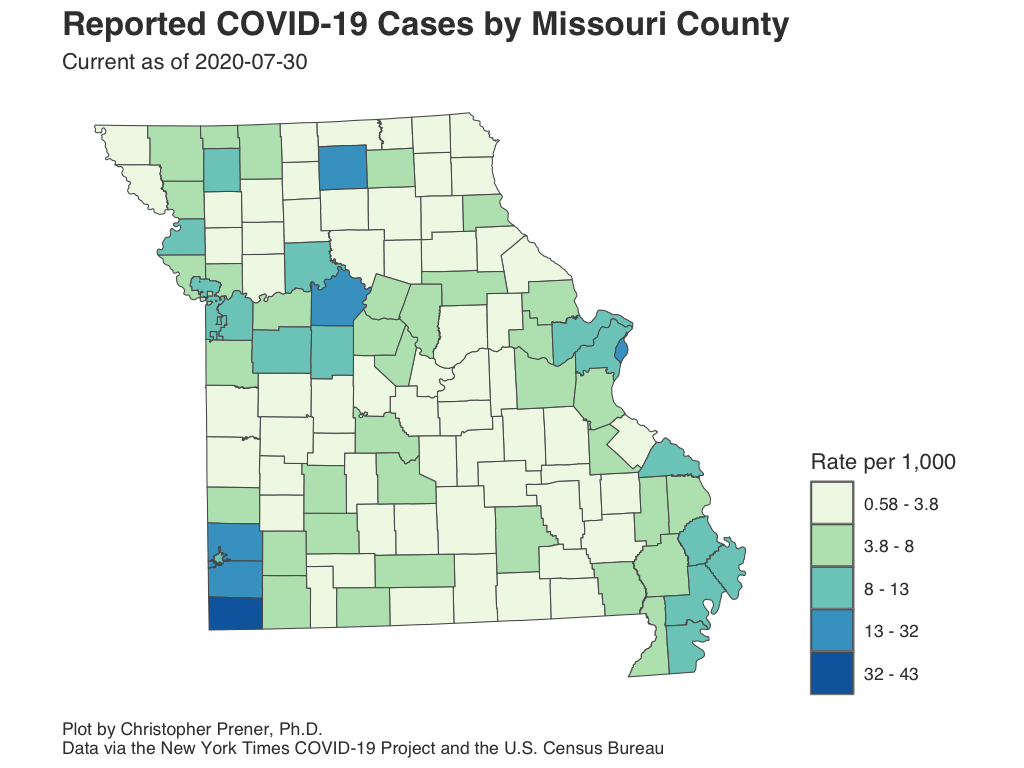 Reported COVID-19 Cases by Missouri County
Current as of 2020-07-30
Rate per 1,000
0.58 - 3.8
3.8 - 8
8 - 13
13 - 32
32 - 43
Plot by Christopher Prener, Ph.D.
Data via the New York Times COVID-19 Project and the U.S. Census Bureau